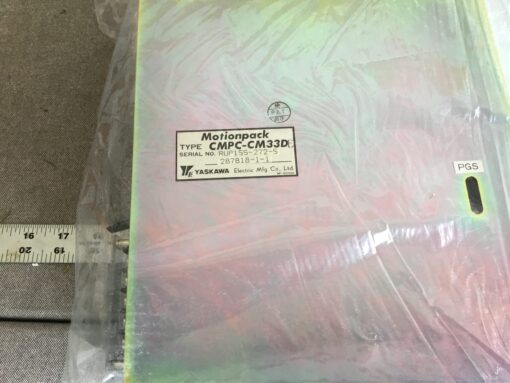 Motionpack
TYPE CMPC-CM33D
SERIAL NO. RUP155-272-5
287818-1-1
YASKAWA Electric Mfg Co., Ltd.
PGS
16 17
20 19